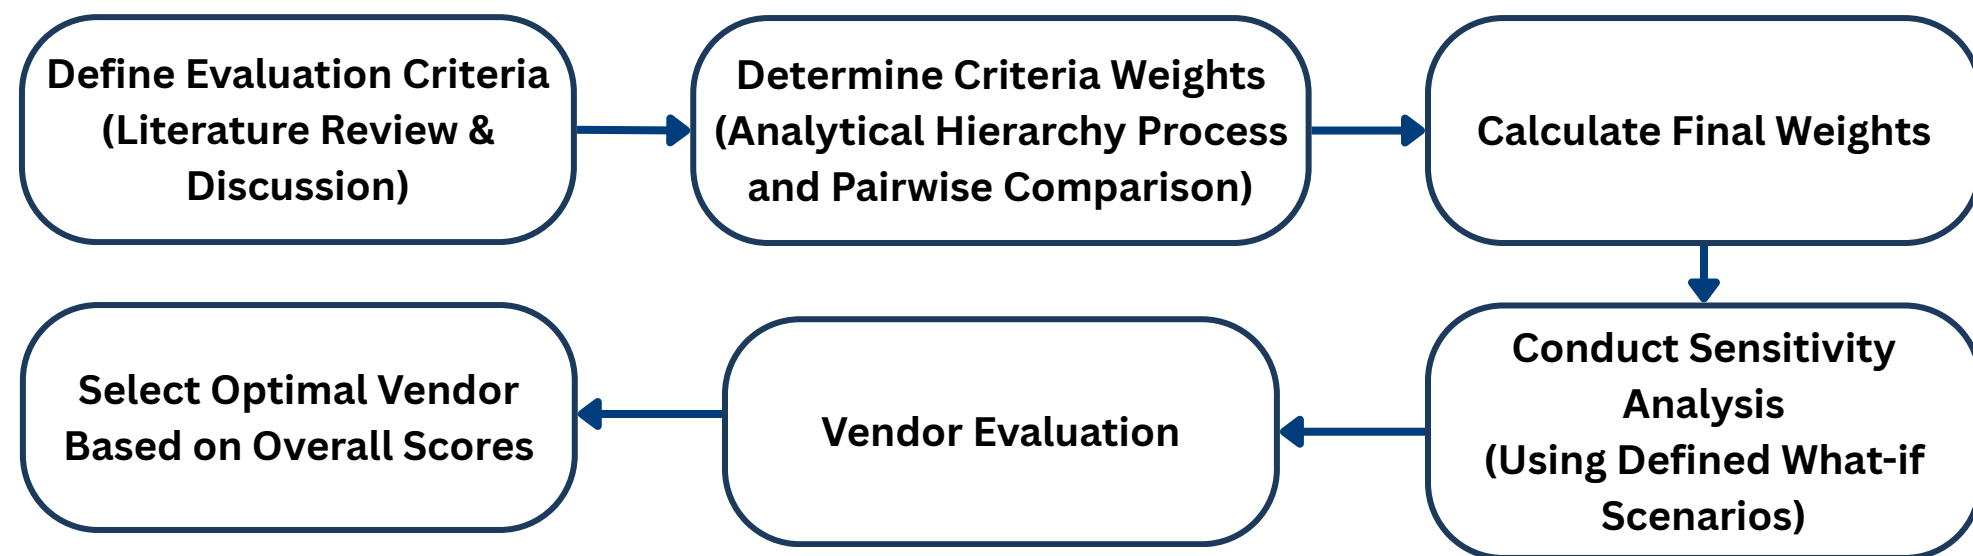 Define Evaluation Criteria
(Literature Review &
Discussion)
Determine Criteria Weights
(Analytical Hierarchy Process
and Pairwise Comparison)
Calculate Final Weights
Conduct Sensitivity
Analysis
(Using Defined What-if
Scenarios)
Vendor Evaluation
Select Optimal Vendor
Based on Overall Scores